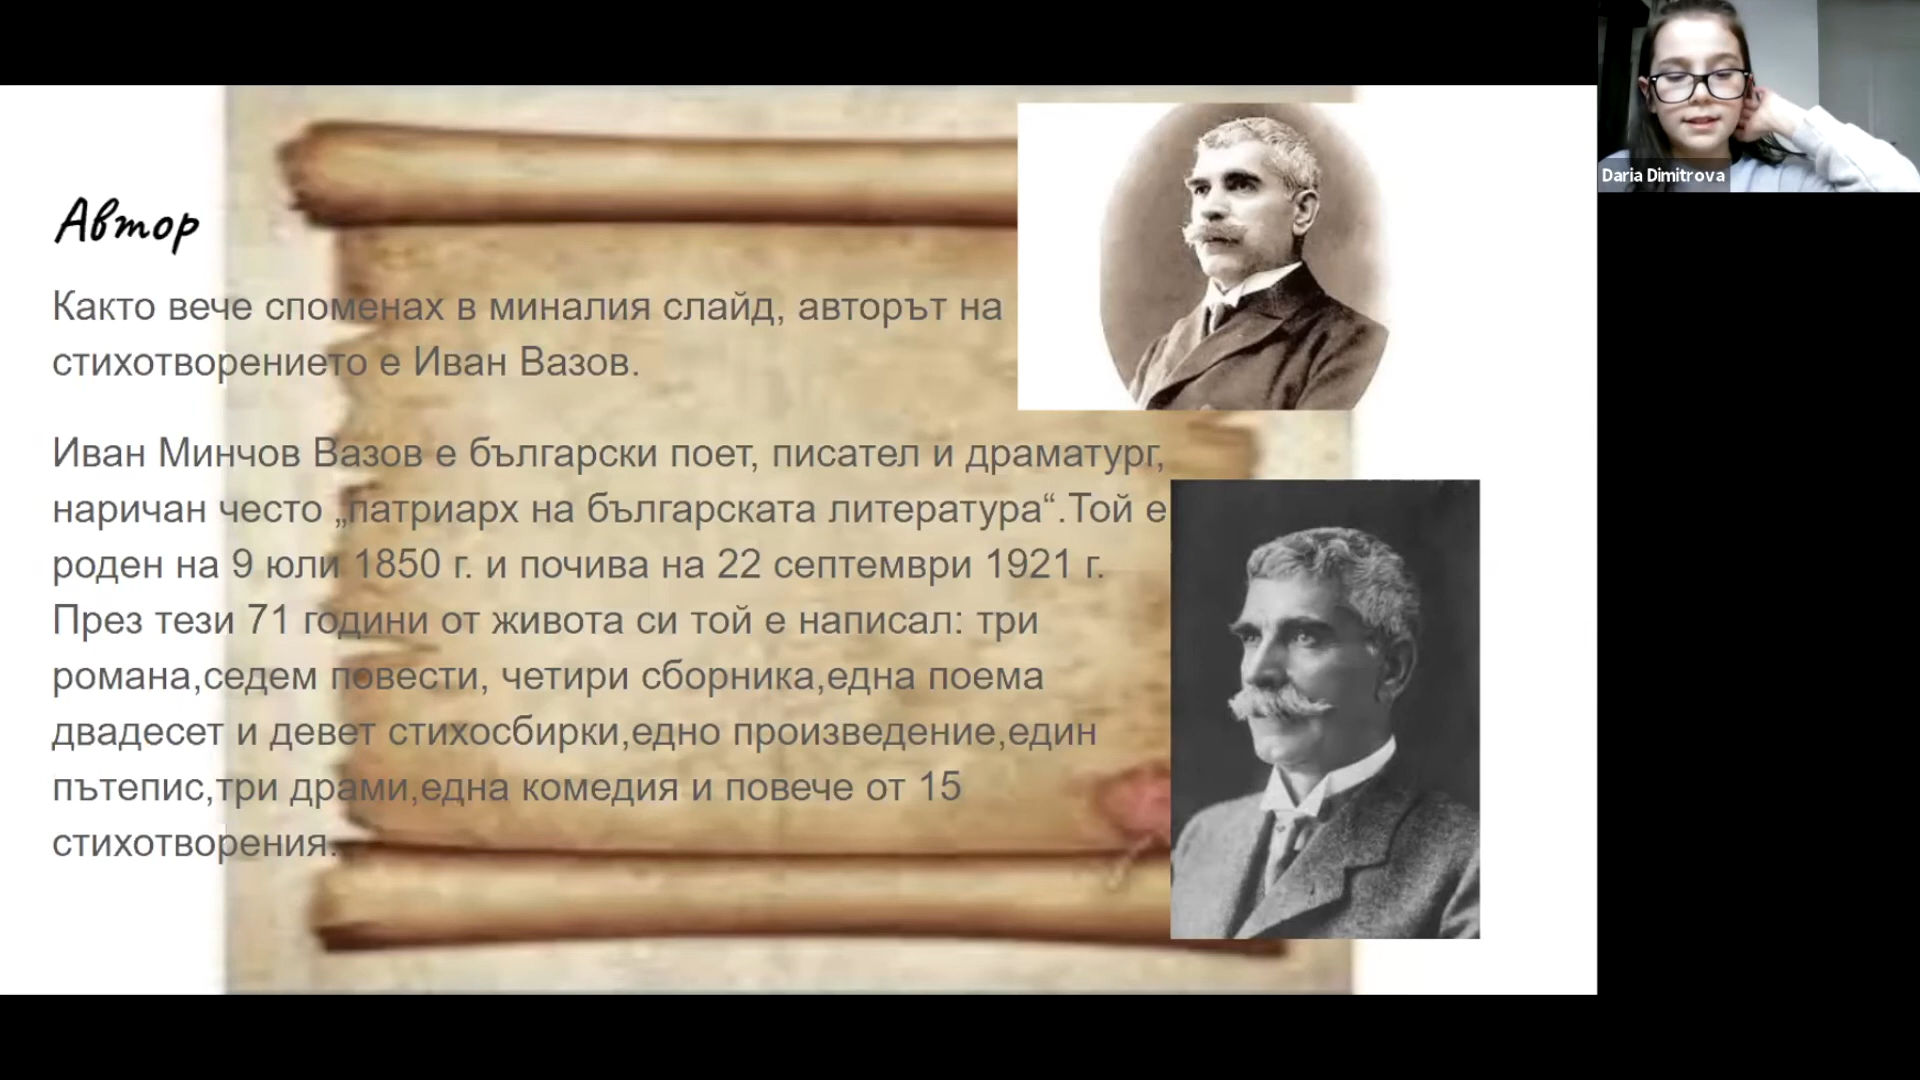 Автор
Както вече споменах в миналия слайд, авторът на
стихотворението е Иван Вазов.
Иван Минчов Вазов е български поет, писател и драматург,
наричан често „патриарх на българската литература“.Той е
роден на 9 юли 1850 г. и почива на 22 септември 1921 г.
През тези 71 години от живота си той е написал: три
романа,седем повести, четири сборника,една поема
двадесет и девет стихосбирки,едно произведение,един
пътепис,три драми,една комедия и повече от 15
стихотворения.
Daria Dimitrova